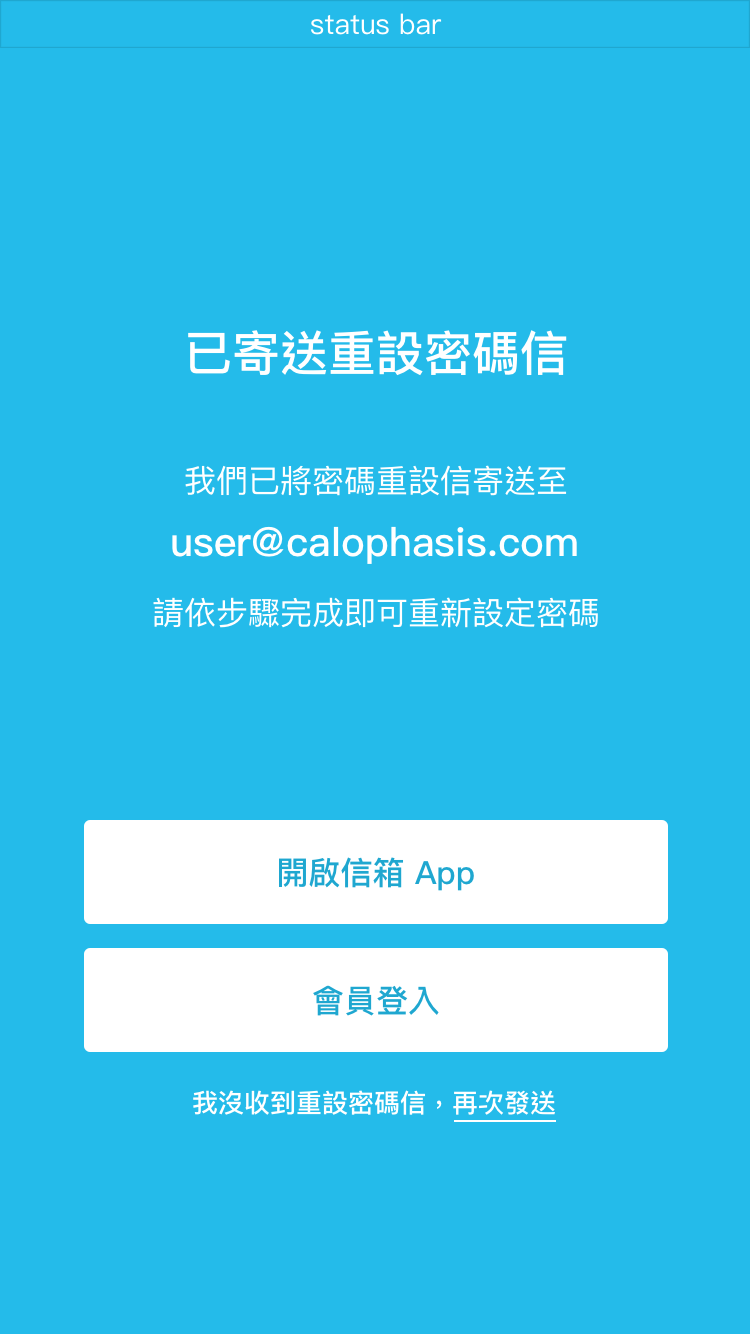 status bar
已寄送重設密碼信
我們已將密碼重設信寄送至
user@calophasis.com
請依步驟完成即可重新設定密碼
開啟信箱 App
會員登入
我沒收到重設密碼信，再次發送